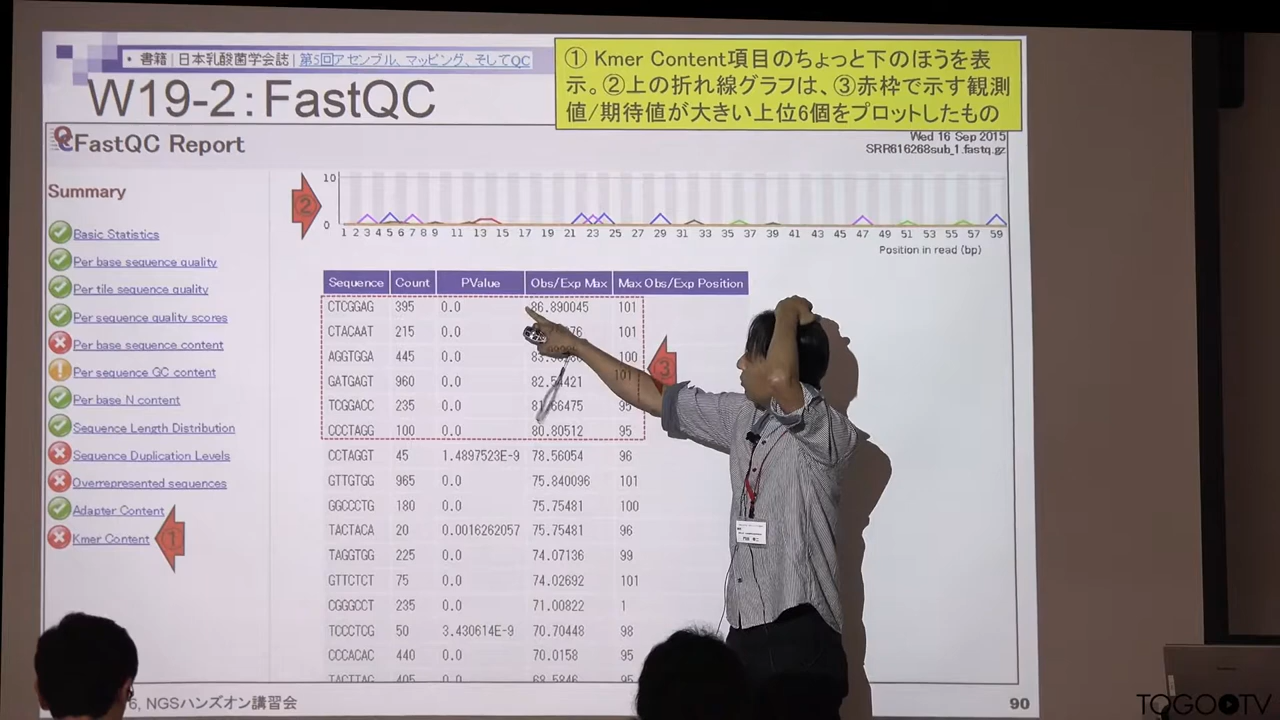 ・書籍 | 日本乳酸菌学会誌 | 第5回アセンブル、マッピング、そしてQC
W19-2：FastQC
① Kmer Content項目のちょっと下のほうを表
示。②上の折れ線グラフは、③赤枠で示す観測
値/期待値が大きい上位6個をプロットしたもの
FastQC Report
Wed 16 Sep 2015
SRR616268sub_1.fastq.gz
Summary
Basic Statistics
Per base sequence quality
Per tile sequence quality
Per sequence quality scores
Per base sequence content
Per sequence GC content
Per base N content
Sequence Length Distribution
Sequence Duplication Levels
Overrepresented sequences
Adapter Content
Kmer Content
①
②
10
0
1 2 3 4 5 6 7 8 9 11 13 15 17 19 21 23 25 27 29 31 33 35 37 39 41 43 45 47 49 51 53 55 57 59
Position in read (bp)
Sequence Count PValue Obs/Exp Max Max Obs/Exp Position
CTCGGAG 395 0.0 86.890045 101
CTACAAT 215 0.0 101
AGGTGGA 445 0.0 100
GATGAGT 960 0.0 82.54421 101
TCGGACC 235 0.0 81.66475 95
CCCTAGG 100 0.0 80.80512 95
③
CCTAGGT 45 1.4897523E-9 78.56054 96
GTTGTGG 965 0.0 75.840096 101
GGCCCTG 180 0.0 75.75481 100
TACTACA 20 0.0016262057 75.75481 96
TAGGTGG 225 0.0 74.07136 99
GTTCTCT 75 0.0 74.02692 101
CGGGCCT 235 0.0 71.00822 1
TCCCTCG 50 3.430614E-9 70.70448 98
CCCACAC 440 0.0 70.0158 95
TACTTAC 405 0.0 68.5846 95
6, NGSハンズオン講習会
90
TOGOTV